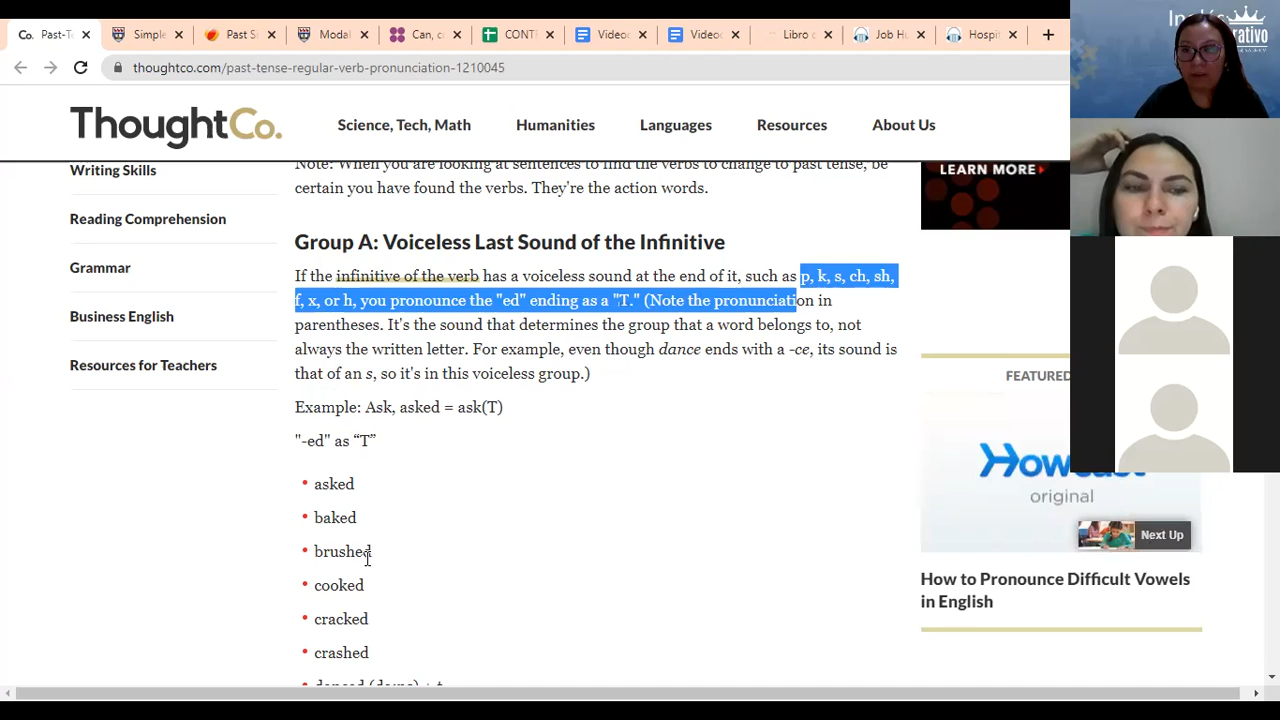 Co. Past-Te
Simple
Past S
Modal
Can, c
CONT
Videoc
Videoc
Libro c
Job Hu
Hospit
thoughtco.com/past-tense-regular-verb-pronunciation-1210045
ThoughtCo.
Science, Tech, Math
Humanities
Languages
Resources
About Us
Writing Skills
Reading Comprehension
Grammar
Business English
Resources for Teachers
Note: When you are looking at sentences to find the verbs to change to past tense, be
certain you have found the verbs. They're the action words.
Group A: Voiceless Last Sound of the Infinitive
If the infinitive of the verb has a voiceless sound at the end of it, such as p, k, s, ch, sh,
f, x, or h, you pronounce the "ed" ending as a "T." (Note the pronunciation in
parentheses. It's the sound that determines the group that a word belongs to, not
always the written letter. For example, even though dance ends with a -ce, its sound is
that of an s, so it's in this voiceless group.)
Example: Ask, asked = ask(T)
"-ed" as “T”
• asked
• baked
• brushed
• cooked
• cracked
• crashed
LEARN MORE
FEATURED
Howcast
original
Next Up
How to Pronounce Difficult Vowels
in English